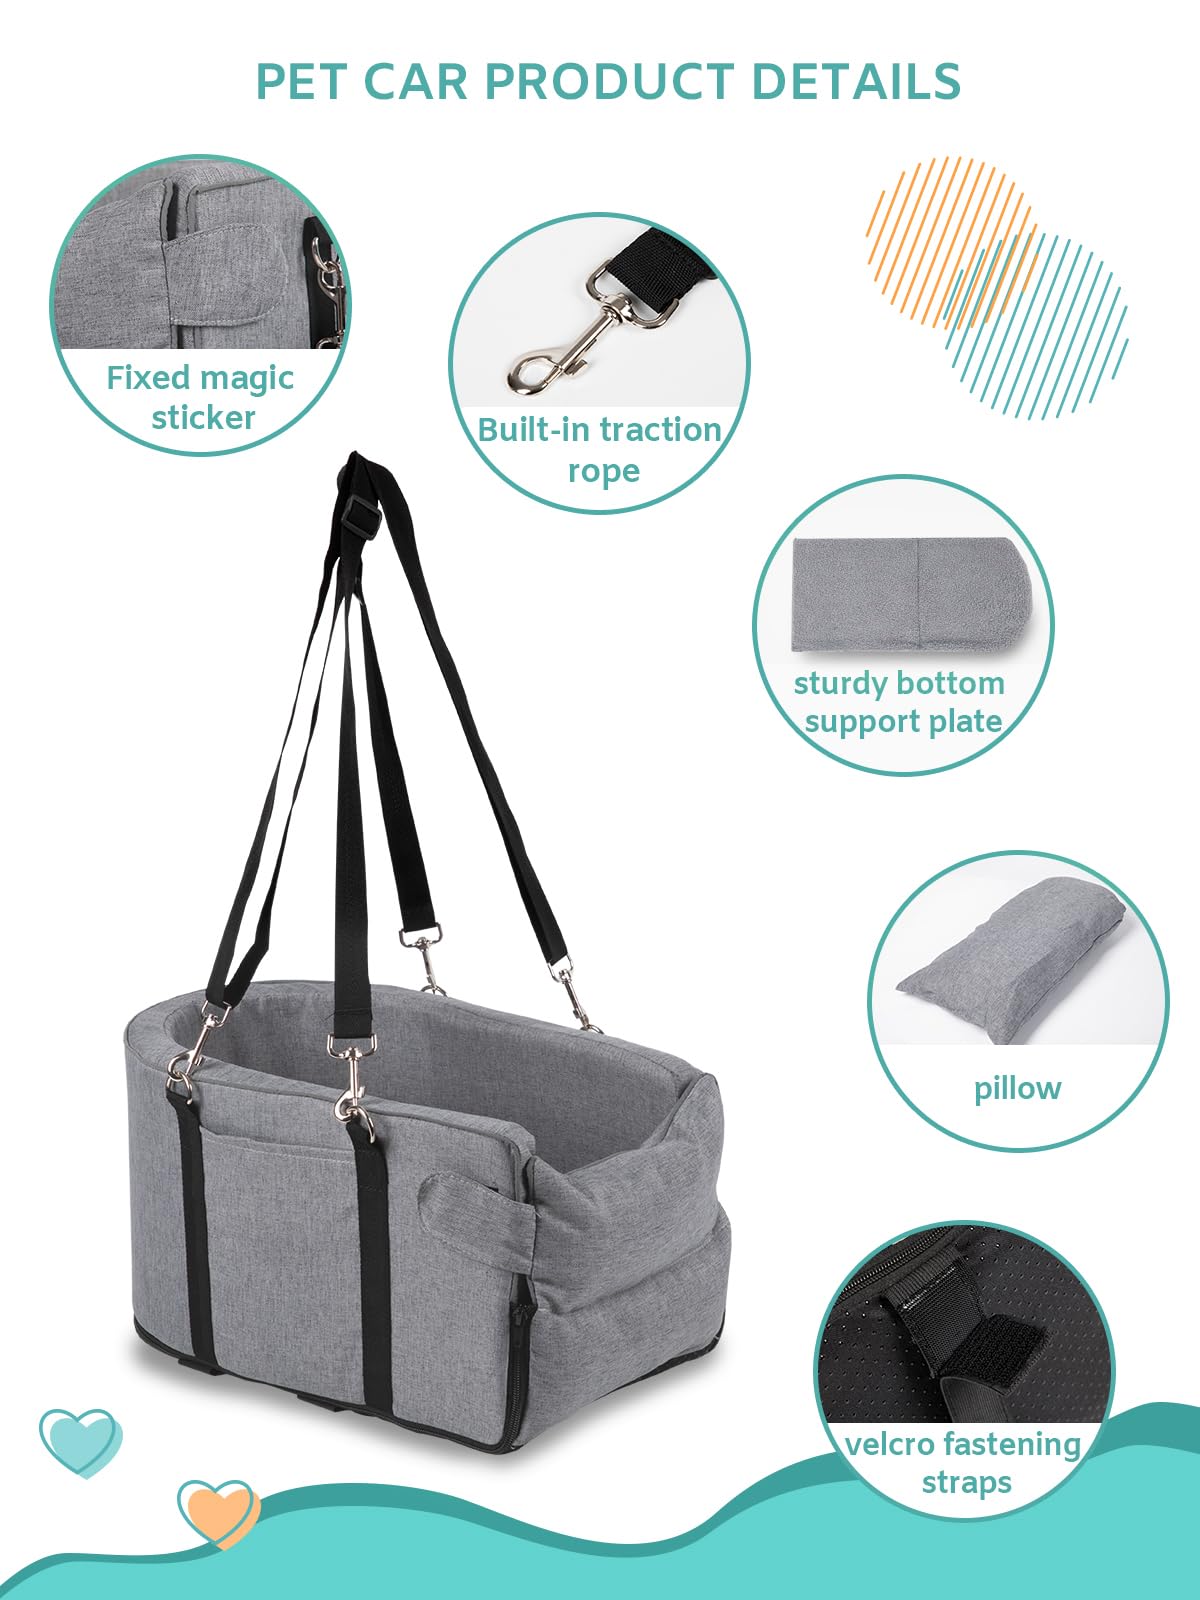 PET CAR PRODUCT DETAILS
Fixed magic
sticker
Built-in traction
rope
sturdy bottom
support plate
pillow
velcro fastening
straps